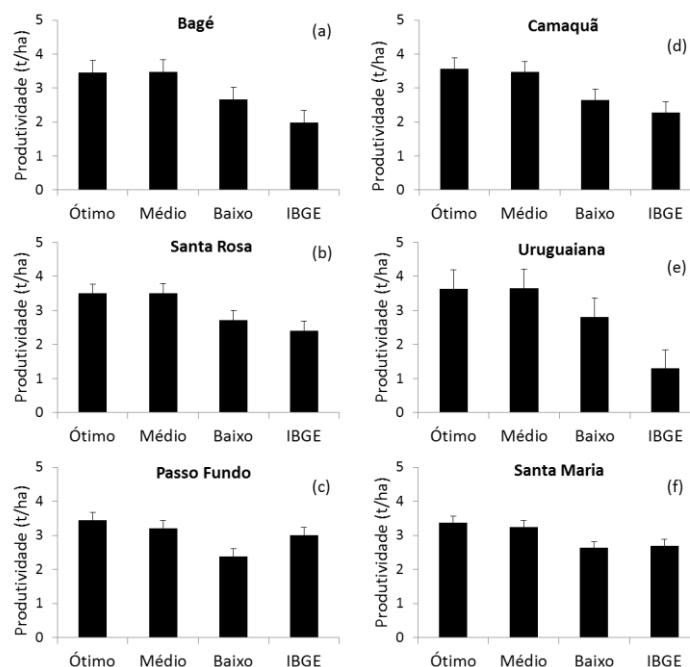 Bagé
(a)
Produtividade (t/ha)
5
4
3
2
1
0
Ótimo Médio Baixo IBGE
Camaquã
(d)
Produtividade (t/ha)
5
4
3
2
1
0
Ótimo Médio Baixo IBGE
Santa Rosa
(b)
Produtividade (t/ha)
5
4
3
2
1
0
Ótimo Médio Baixo IBGE
Uruguaiana
(e)
Produtividade (t/ha)
5
4
3
2
1
0
Ótimo Médio Baixo IBGE
Passo Fundo
(c)
Produtividade (t/ha)
5
4
3
2
1
0
Ótimo Médio Baixo IBGE
Santa Maria
(f)
Produtividade (t/ha)
5
4
3
2
1
0
Ótimo Médio Baixo IBGE